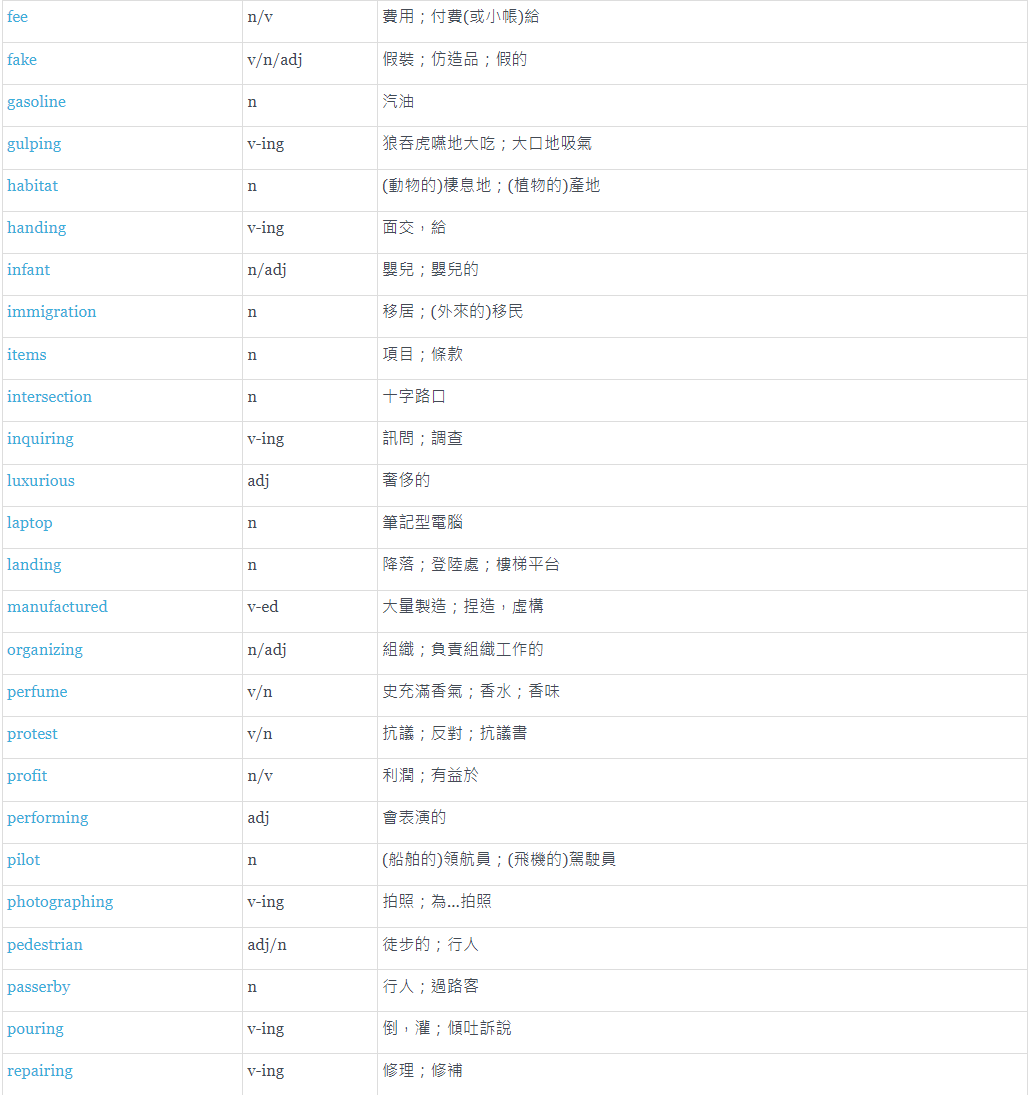 fee n/v 費用；付費(或小帳)給
fake v/n/adj 假裝；仿造品；假的
gasoline n 汽油
gulping v-ing 狼吞虎嚥地大吃；大口地吸氣
habitat n (動物的)棲息地；(植物的)產地
handing v-ing 面交，給
infant n/adj 嬰兒；嬰兒的
immigration n 移居；(外來的)移民
items n 項目；條款
intersection n 十字路口
inquiring v-ing 訊問；調查
luxurious adj 奢侈的
laptop n 筆記型電腦
landing n 降落；登陸處；樓梯平台
manufactured v-ed 大量製造；捏造，虛構
organizing n/adj 組織；負責組織工作的
perfume v/n 史充滿香氣；香水；香味
protest v/n 抗議；反對；抗議書
profit n/v 利潤；有益於
performing adj 會表演的
pilot n (船舶的)領航員；(飛機的)駕駛員
photographing v-ing 拍照；為...拍照
pedestrian adj/n 徒步的；行人
passerby n 行人；過路客
pouring v-ing 倒，灌；傾吐訴說
repairing v-ing 修理；修補